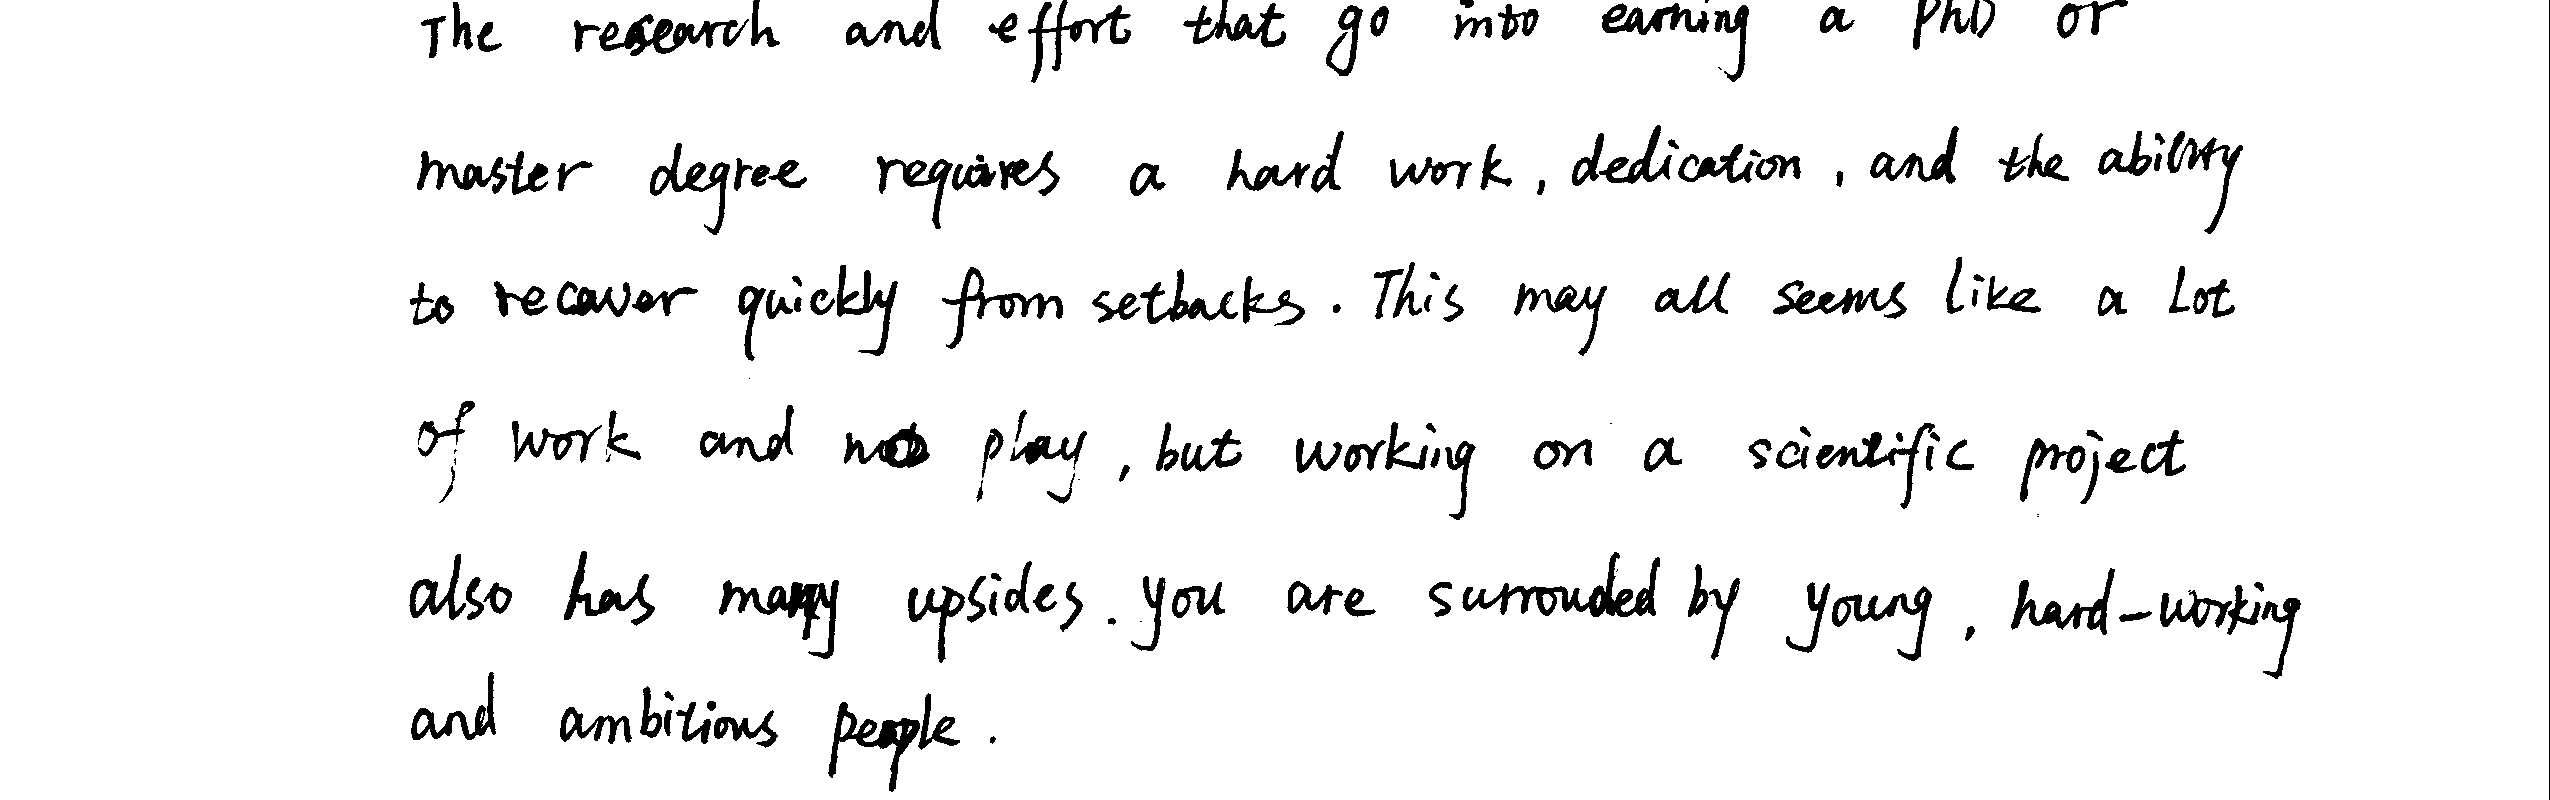 The research and effort that go into earning a PhD or
master degree requires a hard work, dedication, and the ability
to recover quickly from setbacks. This may all seems like a lot
of work and no play, but working on a scientific project
also has many upsides. You are surrouded by young, hard-working
and ambitious people.